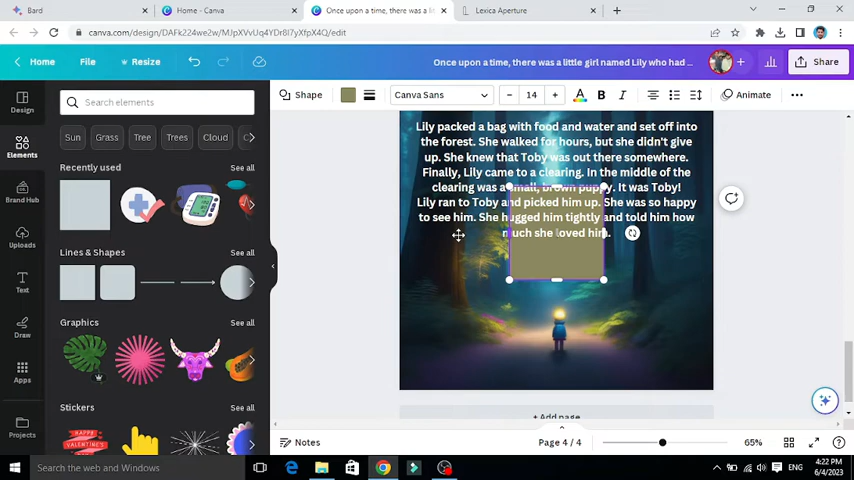 Bard
Home - Canva
Once upon a time, there was a li
Lexica Aperture
canva.com/design/DAFk224we2w/MJpXVvUq4YDr8l7yXfpX4Q/edit
Home
File
Resize
Once upon a time, there was a little girl named Lily who had ...
Share
Design
Elements
Brand Hub
Uploads
Text
Draw
Apps
Projects
Search elements
Sun
Grass
Tree
Trees
Cloud
Recently used
See all
Lines & Shapes
See all
Graphics
See all
Stickers
See all
HAPPY
Shape
Canva Sans
14
A
B
I
Animate
Lily packed a bag with food and water and set off into
the forest. She walked for hours, but she didn't give
up. She knew that Toby was out there somewhere.
Finally, Lily came to a clearing. In the middle of the
clearing was a small, brown puppy. It was Toby!
Lily ran to Toby and picked him up. She was so happy
to see him. She hugged him tightly and told him how
much she loved him.
+ Add page
Notes
Page 4 / 4
65%
Search the web and Windows
ENG
4:22 PM
6/4/2023